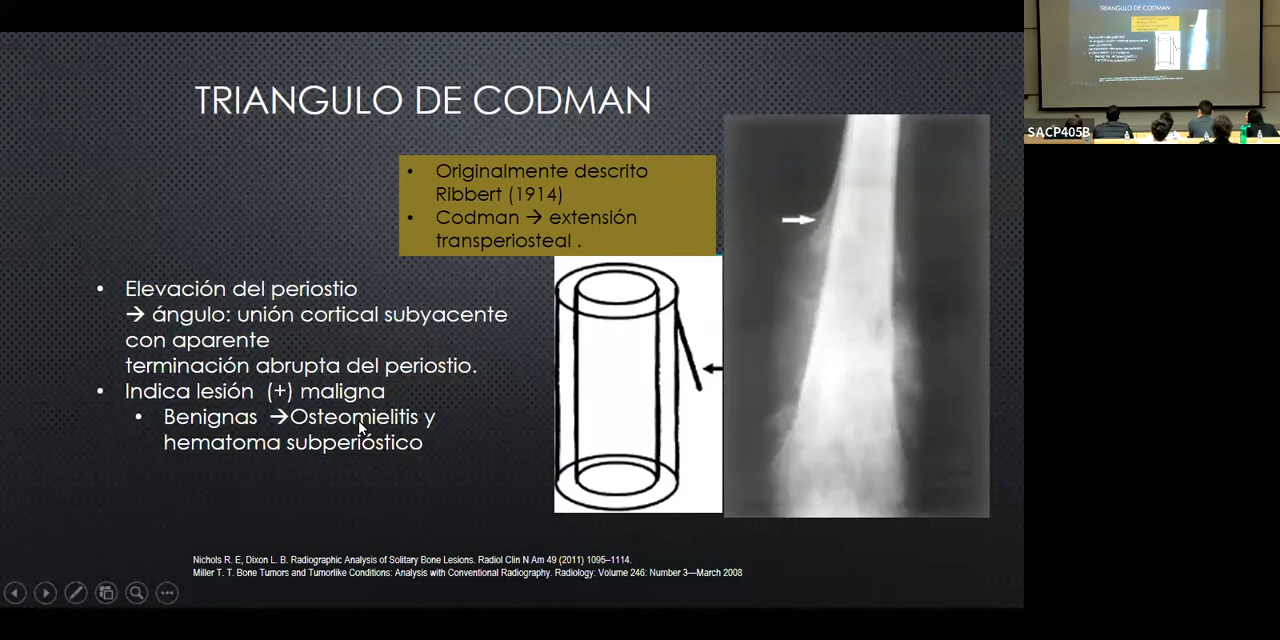 TRIANGULO DE CODMAN
• Originalmente descrito
Ribbert (1914)
• Codman → extensión
transperiosteal .
• Elevación del periostio
→ ángulo: unión cortical subyacente
con aparente
terminación abrupta del periostio.
• Indica lesión (+) maligna
• Benignas →Osteomielitis y
hematoma subperióstico
Nichols R. E, Dixon L. B. Radiographic Analysis of Solitary Bone Lesions. Radiol Clin N Am 49 (2011) 1095–1114.
Miller T. T. Bone Tumors and Tumorlike Conditions: Analysis with Conventional Radiography. Radiology: Volume 246: Number 3—March 2008
TRIANGULO DE CODMAN
SACP405B